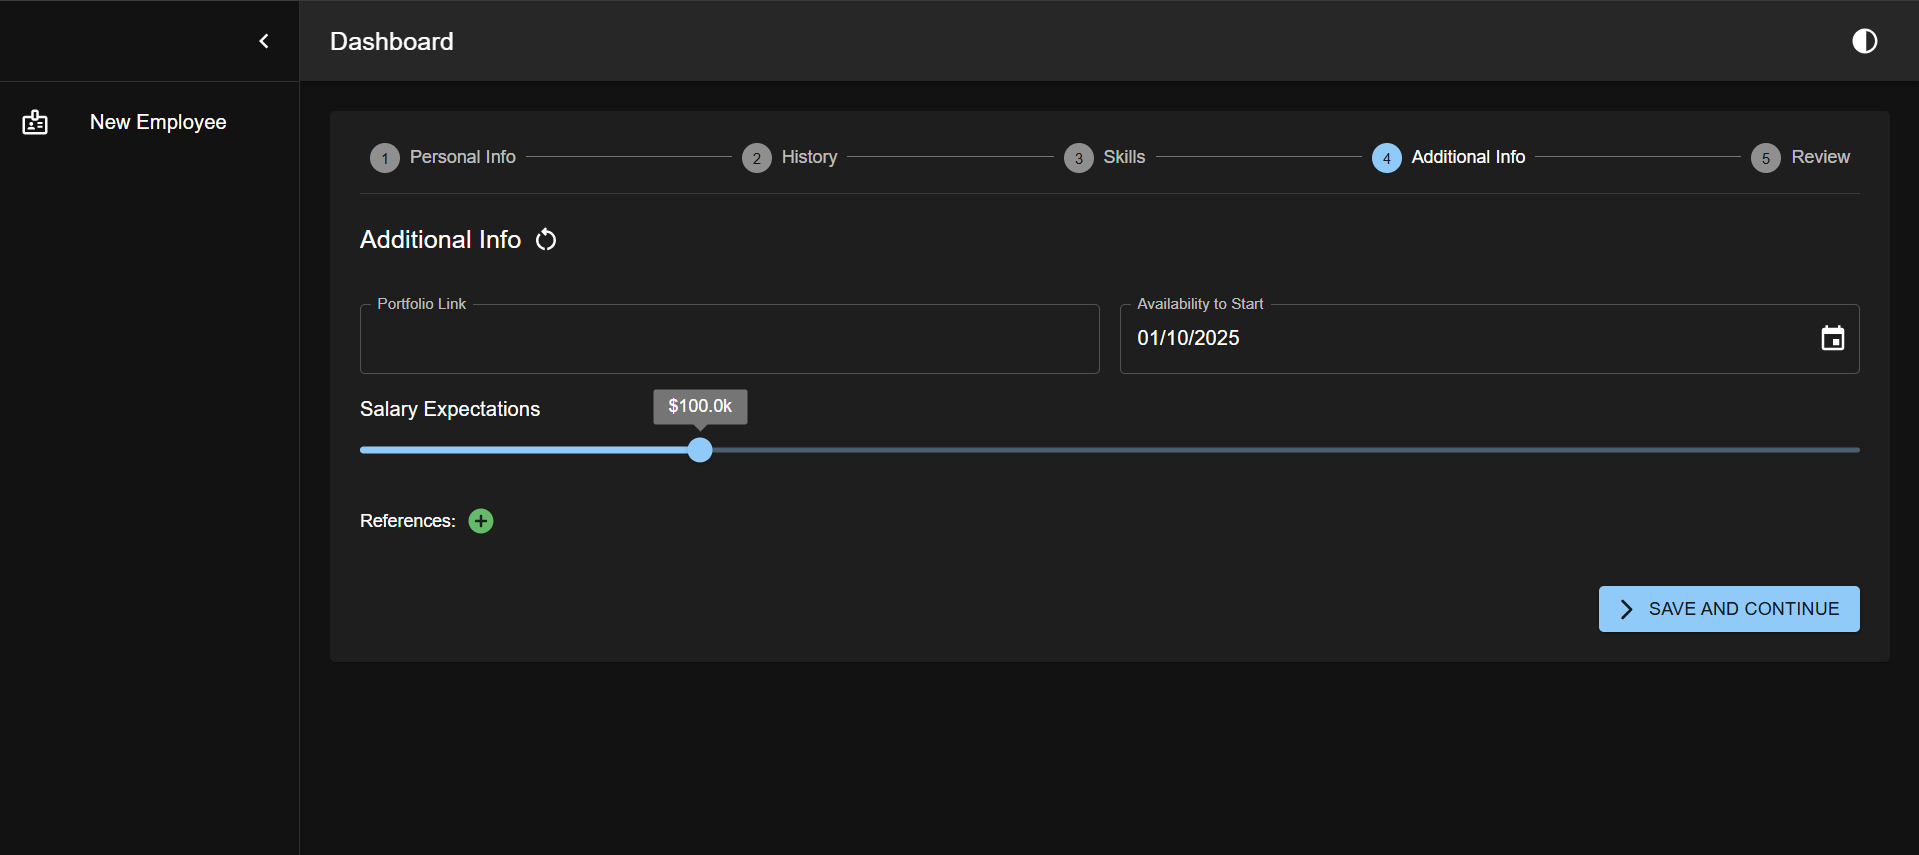 Dashboard
New Employee
1 Personal Info 2 History 3 Skills 4 Additional Info 5 Review
Additional Info
Portfolio Link
Availability to Start
01/10/2025
Salary Expectations
$100.0k
References:
SAVE AND CONTINUE